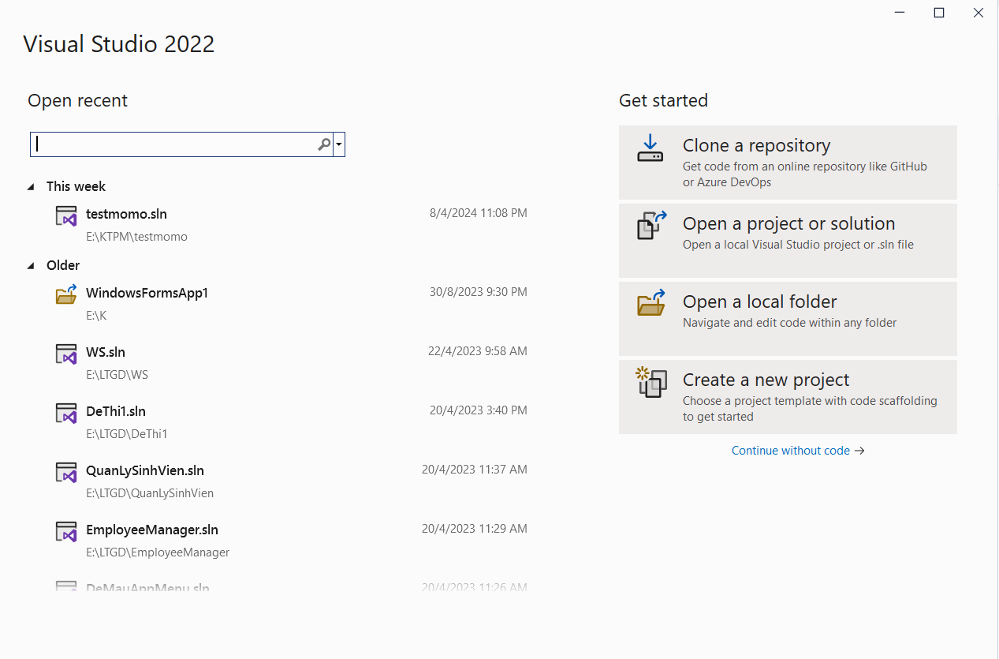 Visual Studio 2022
Open recent
This week
testmomo.sln
8/4/2024 11:08 PM
E:\KTPM\testmomo
Older
WindowsFormsApp1
30/8/2023 9:30 PM
E:\K
WS.sln
22/4/2023 9:58 AM
E:\LTGD\WS
DeThi1.sln
20/4/2023 3:40 PM
E:\LTGD\DeThi1
QuanLySinhVien.sln
20/4/2023 11:37 AM
E:\LTGD\QuanLySinhVien
EmployeeManager.sln
20/4/2023 11:29 AM
E:\LTGD\EmployeeManager
DeMauAppMenu.sln
20/4/2023 11:26 AM
Get started
Clone a repository
Get code from an online repository like GitHub
or Azure DevOps
Open a project or solution
Open a local Visual Studio project or .sln file
Open a local folder
Navigate and edit code within any folder
Create a new project
Choose a project template with code scaffolding
to get started
Continue without code →